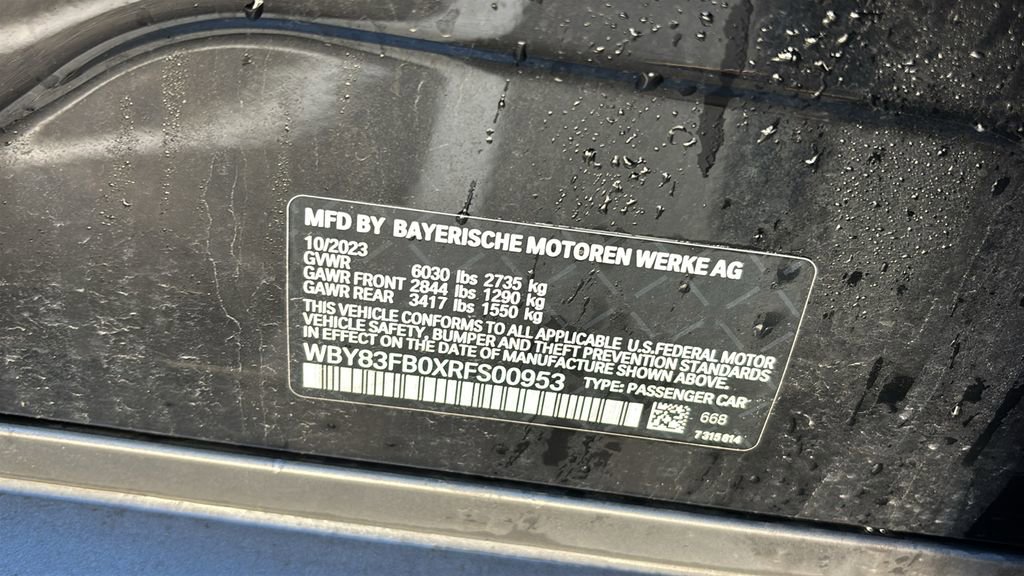 MFD BY BAYERISCHE MOTOREN WERKE AG
10/2023
GVWR 6030 lbs 2735 kg
GAWR FRONT 2844 lbs 1290 kg
GAWR REAR 3417 lbs 1550 kg
THIS VEHICLE CONFORMS TO ALL APPLICABLE U.S.FEDERAL MOTOR
VEHICLE SAFETY, BUMPER AND THEFT PREVENTION STANDARDS
IN EFFECT ON THE DATE OF MANUFACTURE SHOWN ABOVE.
WBY83FB0XRFS00953 TYPE: PASSENGER CAR
668
7315614